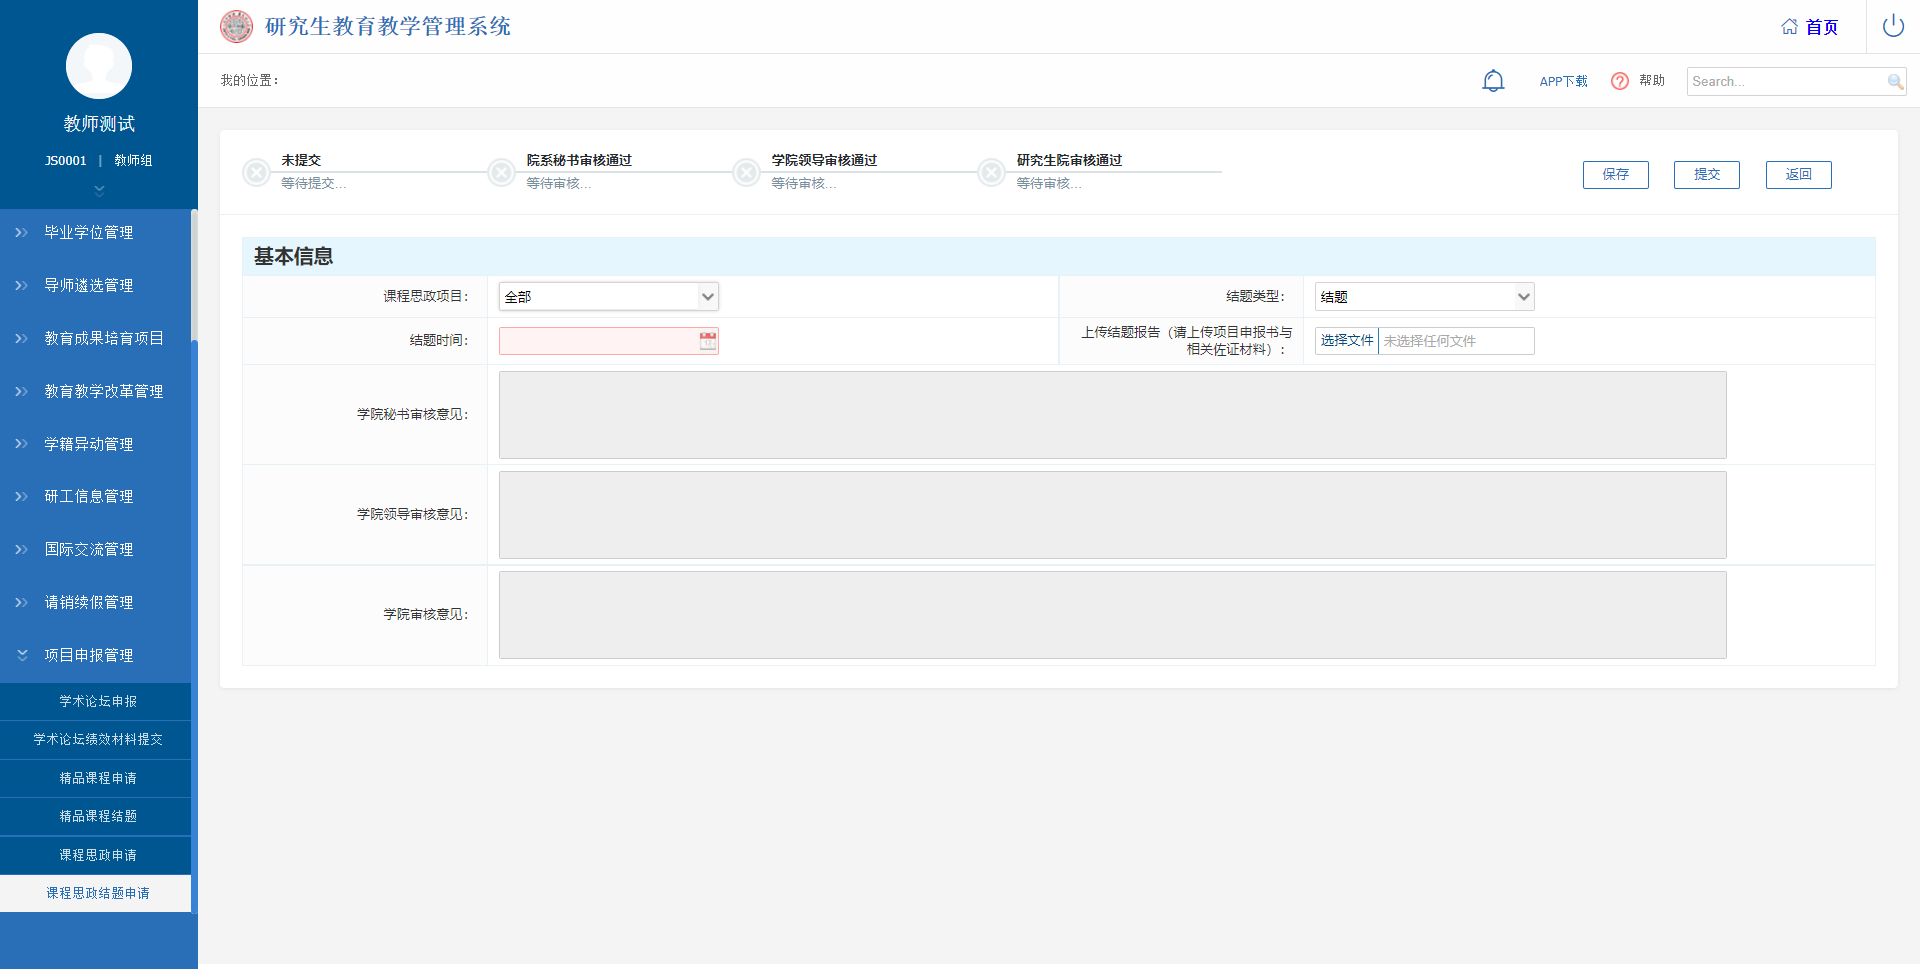 研究生教育教学管理系统
首页
教师测试
JS0001 | 教师组
我的位置：
APP下载
帮助
Search...
毕业学位管理
导师遴选管理
教育成果培育项目
教育教学改革管理
学籍异动管理
研工信息管理
国际交流管理
请销续假管理
项目申报管理
学术论坛申报
学术论坛绩效材料提交
精品课程申请
精品课程结题
课程思政申请
课程思政结题申请
未提交
等待提交...
院系秘书审核通过
等待审核...
学院领导审核通过
等待审核...
研究生院审核通过
等待审核...
保存
提交
返回
基本信息
课程思政项目：
全部
结题类型：
结题
结题时间：
上传结题报告（请上传项目申报书与
相关佐证材料）：
选择文件
未选择任何文件
学院秘书审核意见：
学院领导审核意见：
学院审核意见：